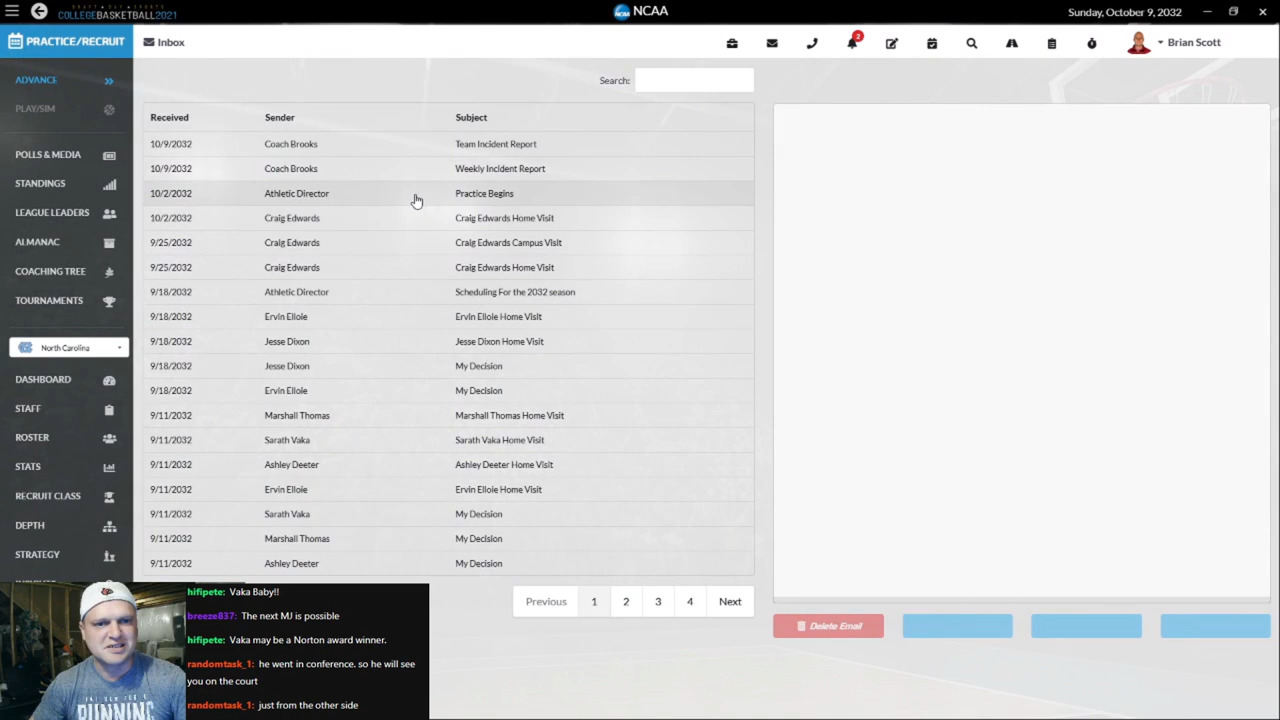 DRAFT DAY SPORTS
COLLEGEBASKETBALL2021
NCAA
Sunday, October 9, 2032
PRACTICE/RECRUIT
Inbox
2
Brian Scott
ADVANCE
PLAY/SIM
POLLS & MEDIA
STANDINGS
LEAGUE LEADERS
ALMANAC
COACHING TREE
TOURNAMENTS
North Carolina
DASHBOARD
STAFF
ROSTER
STATS
RECRUIT CLASS
DEPTH
STRATEGY
Search:
Received Sender Subject
10/9/2032 Coach Brooks Team Incident Report
10/9/2032 Coach Brooks Weekly Incident Report
10/2/2032 Athletic Director Practice Begins
10/2/2032 Craig Edwards Craig Edwards Home Visit
9/25/2032 Craig Edwards Craig Edwards Campus Visit
9/25/2032 Craig Edwards Craig Edwards Home Visit
9/18/2032 Athletic Director Scheduling For the 2032 season
9/18/2032 Ervin Elloie Ervin Elloie Home Visit
9/18/2032 Jesse Dixon Jesse Dixon Home Visit
9/18/2032 Jesse Dixon My Decision
9/18/2032 Ervin Elloie My Decision
9/11/2032 Marshall Thomas Marshall Thomas Home Visit
9/11/2032 Sarath Vaka Sarath Vaka Home Visit
9/11/2032 Ashley Deeter Ashley Deeter Home Visit
9/11/2032 Ervin Elloie Ervin Elloie Home Visit
9/11/2032 Sarath Vaka My Decision
9/11/2032 Marshall Thomas My Decision
9/11/2032 Ashley Deeter My Decision
Previous 1 2 3 4 Next
Delete Email
hifipete: Vaka Baby!!
breeze837: The next MJ is possible
hifipete: Vaka may be a Norton award winner.
randomtask_1: he went in conference. so he will see
you on the court
randomtask_1: just from the other side
RUNNING